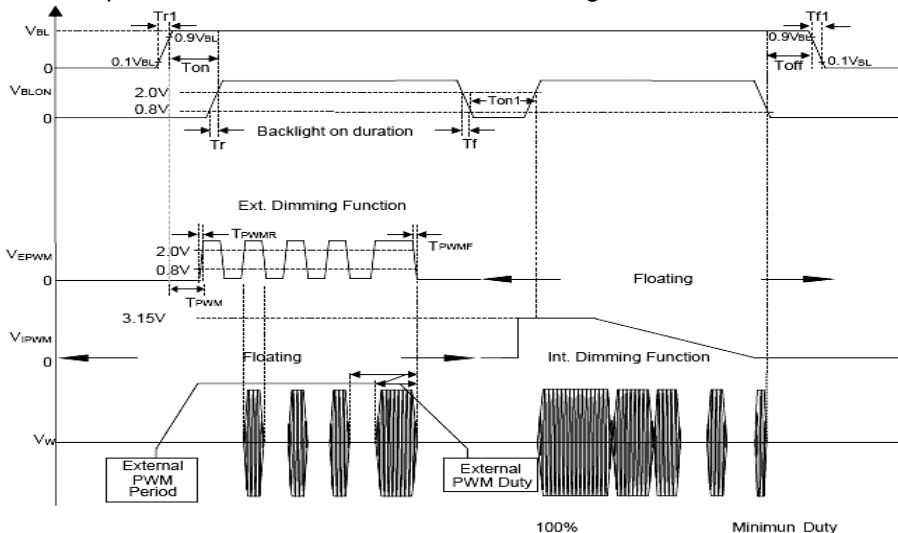 Tr1
Tf1
VBL
0.9VBL
0.9VBL
0.1VBL
0.1VBL
0
Ton
Toff
VBLON
2.0V
Ton1
0.8V
0
Backlight on duration
Tr
Tf
Ext. Dimming Function
TPWMR
TPWMF
VEPWM
2.0V
0.8V
Floating
0
TPWM
3.15V
VIPWM
0
Floating
Int. Dimming Function
VW
External
PWM
Period
External
PWM Duty
100%
Minimun Duty